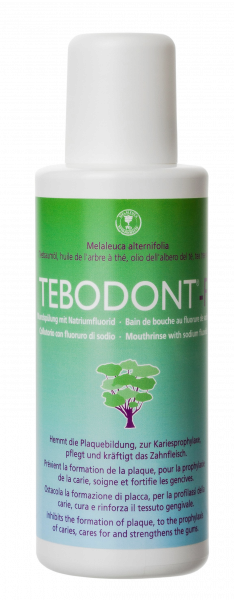 Melaleuca alternifolia
huile de l'arbre à thé, olio dell'albero del tè,
TEBODONT®-F
mit Natriumfluorid - Bain de bouche au fluorure de
Collutorio con fluoruro di sodio - Mouthrinse with sodium
Hemmt die Plaquebildung, zur Kariesprophylaxe,
pflegt und kräftigt das Zahnfleisch.
Prévient la formation de la plaque, pour la prophylaxie
de la carie, soigne et fortifie les gencives.
Ostacola la formazione di placca, per la profilassi della
carie, cura e rinforza il tessuto gengivale.
Inhibits the formation of plaque, to the prophylaxis
of caries, cares for and strengthens the gums.